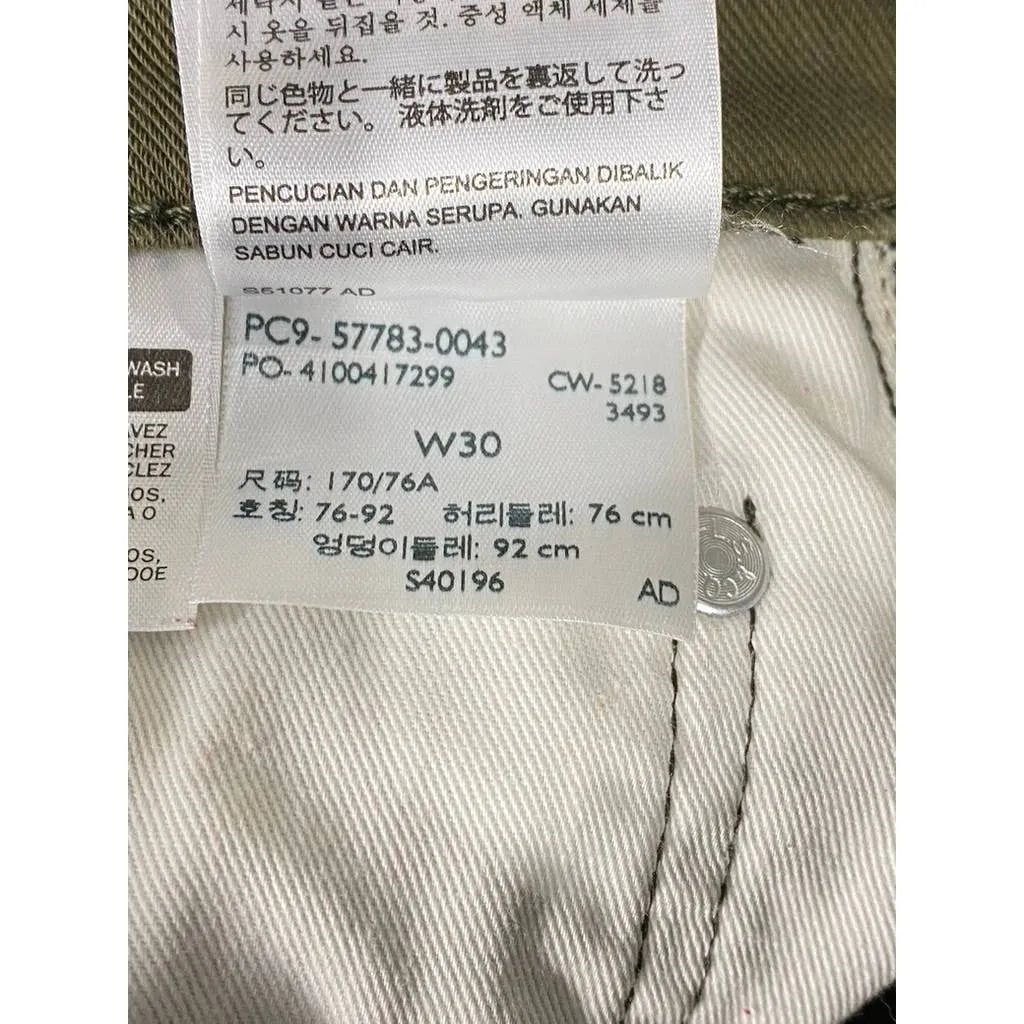 시 옷을 뒤집을 것. 중성 액체 세제를
사용하세요.
同じ色物と一緒に製品を裏返して洗っ
てください。 液体洗剤をご使用下さ
い。
PENCUCIAN DAN PENGERINGAN DIBALIK
DENGAN WARNA SERUPA. GUNAKAN
SABUN CUCI CAIR.
S51077 AD
PC9- 57783-0043
PO- 4100417299
CW- 5218
3493
W30
尺码: 170/76A
호칭: 76-92 허리둘레: 76 cm
엉덩이둘레: 92 cm
S40196
AD
WASH